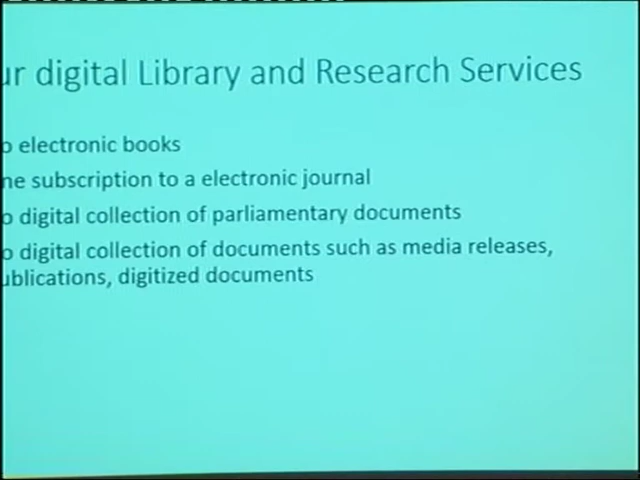 ur digital Library and Research Services
o electronic books
ne subscription to a electronic journal
o digital collection of parliamentary documents
o digital collection of documents such as media releases,
ublications, digitized documents